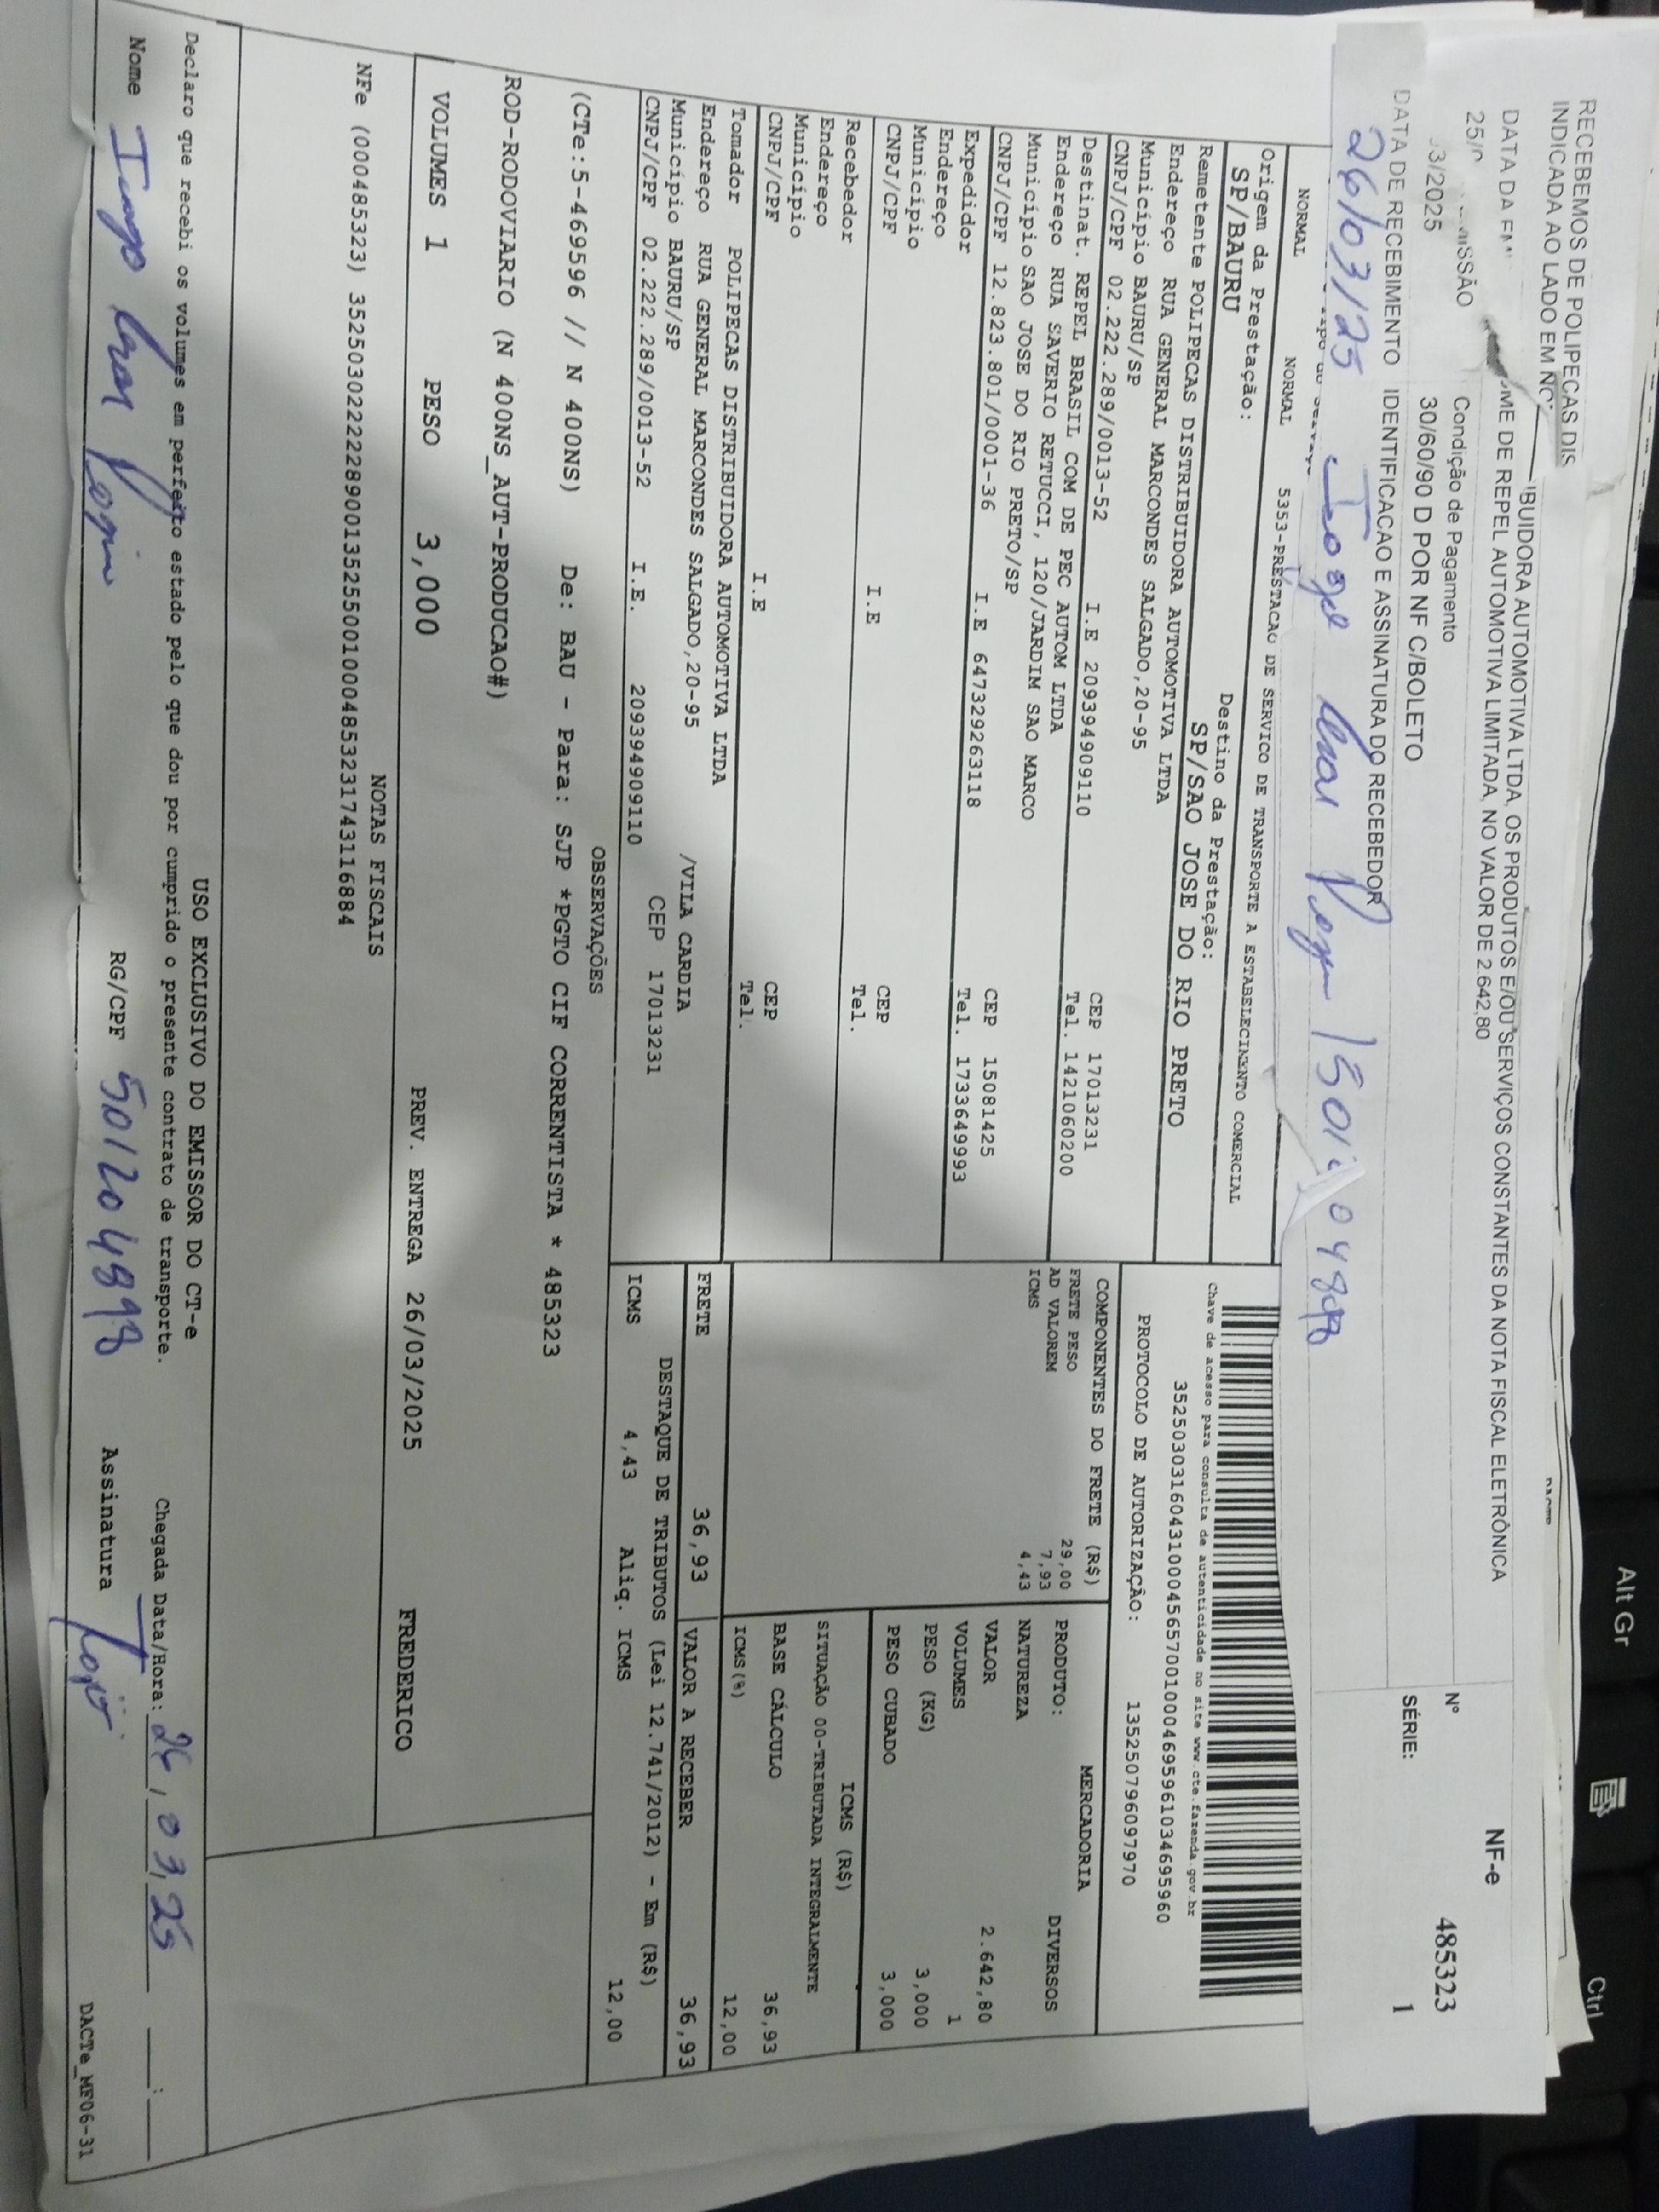 RECEBEMOS DE POLIPECAS DIS IBUIDORA AUTOMOTIVA LTDA, OS PRODUTOS E/OU SERVIÇOS CONSTANTES DA NOTA FISCAL ELETRÔNICA
INDICADA AO LADO EM NO OME DE REPEL AUTOMOTIVA LIMITADA, NO VALOR DE 2.642,80
NF-e
DATA DA EM MISSÃO
25/0 3/2025
Condição de Pagamento
30/60/90 D POR NF C/BOLETO
Nº 485323
SÉRIE: 1
DATA DE RECEBIMENTO IDENTIFICACAO E ASSINATURA DO RECEBEDOR
26/03/25
NORMAL NORMAL 5353-PRESTACAO DE SERVICO DE TRANSPORTE A ESTABELECIMENTO COMERCIAL
Origem da Prestação: Destino da Prestação:
SP/BAURU SP/SAO JOSE DO RIO PRETO
Remetente POLIPECAS DISTRIBUIDORA AUTOMOTIVA LTDA
Endereço RUA GENERAL MARCONDES SALGADO,20-95
Município BAURU/SP CEP 17013231
CNPJ/CPF 02.222.289/0013-52 I.E 209394909110 Tel. 1421060200
Destinat. REPEL BRASIL COM DE PEC AUTOM LTDA
Endereço RUA SAVERIO RETUCCI, 120/JARDIM SAO MARCO
Município SAO JOSE DO RIO PRETO/SP CEP 15081425
CNPJ/CPF 12.823.801/0001-36 I.E 647329263118 Tel. 1733649993
Expedidor
Endereço
Município CEP
CNPJ/CPF I.E Tel.
Recebedor
Endereço
Município CEP
CNPJ/CPF I.E Tel.
Tomador POLIPECAS DISTRIBUIDORA AUTOMOTIVA LTDA
Endereço RUA GENERAL MARCONDES SALGADO,20-95 /VILA CARDIA
Município BAURU/SP CEP 17013231
CNPJ/CPF 02.222.289/0013-52 I.E. 209394909110
Chave de acesso para consulta de autenticidade no site www.cte.fazenda.gov.br
35250303160431000456570010004695961034695960
PROTOCOLO DE AUTORIZAÇÃO: 135250796097970
COMPONENTES DO FRETE (R$)
FRETE PESO 29,00
AD VALOREM 7,93
ICMS 4,43
MERCADORIA
PRODUTO: DIVERSOS
NATUREZA
VALOR 2.642,80
VOLUMES 1
PESO (KG) 3,000
PESO CUBADO 3,000
ICMS (R$)
SITUAÇÃO 00-TRIBUTADA INTEGRALMENTE
BASE CÁLCULO 36,93
ICMS(%) 12,00
FRETE 36,93 VALOR A RECEBER 36,93
DESTAQUE DE TRIBUTOS (Lei 12.741/2012) - Em (R$)
ICMS 4,43 Aliq. ICMS 12,00
OBSERVAÇÕES
(CTe:5-469596 // N 400NS) De: BAU - Para: SJP *PGTO CIF CORRENTISTA * 485323
ROD-RODOVIARIO (N 400NS_AUT-PRODUCAO#)
VOLUMES 1 PESO 3,000 PREV. ENTREGA 26/03/2025 FREDERICO
NOTAS FISCAIS
NFe (000485323) 35250302222289001352550010004853231743116884
USO EXCLUSIVO DO EMISSOR DO CT-e
Declaro que recebi os volumes em perfeito estado pelo que dou por cumprido o presente contrato de transporte. Chegada Data/Hora: 26,03,25 :
Nome RG/CPF 501204898 Assinatura
DACTe_MF06-31
Alt Gr
Ctrl